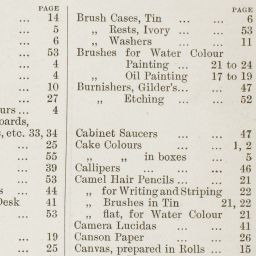 PAGE
... 14
... 5
... 6
... 53
... 4
... 4
... 10
... 27
ours ... 4
oards,
s, etc. 33, 34
... 25
... 55
... 39
... 53
s ... 44
Desk 41
... 53
... 19
... 25
PAGE
Brush Cases, Tin ... ... 6
„ Rests, Ivory ... ... 53
„ Washers ... ... 11
Brushes for Water Colour
Painting ... 21 to 24
„ Oil Painting 17 to 19
Burnishers, Gilder's... ... 47
„ Etching ... ... 52
Cabinet Saucers ... ... 47
Cake Colours ... ... 1, 2
„ „ in boxes ... 5
Callipers ... ... ... 46
Camel Hair Pencils ... ... 21
„ for Writing and Striping 22
„ Brushes in Tin 21, 22
„ flat, for Water Colour 21
Camera Lucidas ... ... 41
Canson Paper ... ... 26
Canvas, prepared in Rolls ... 15